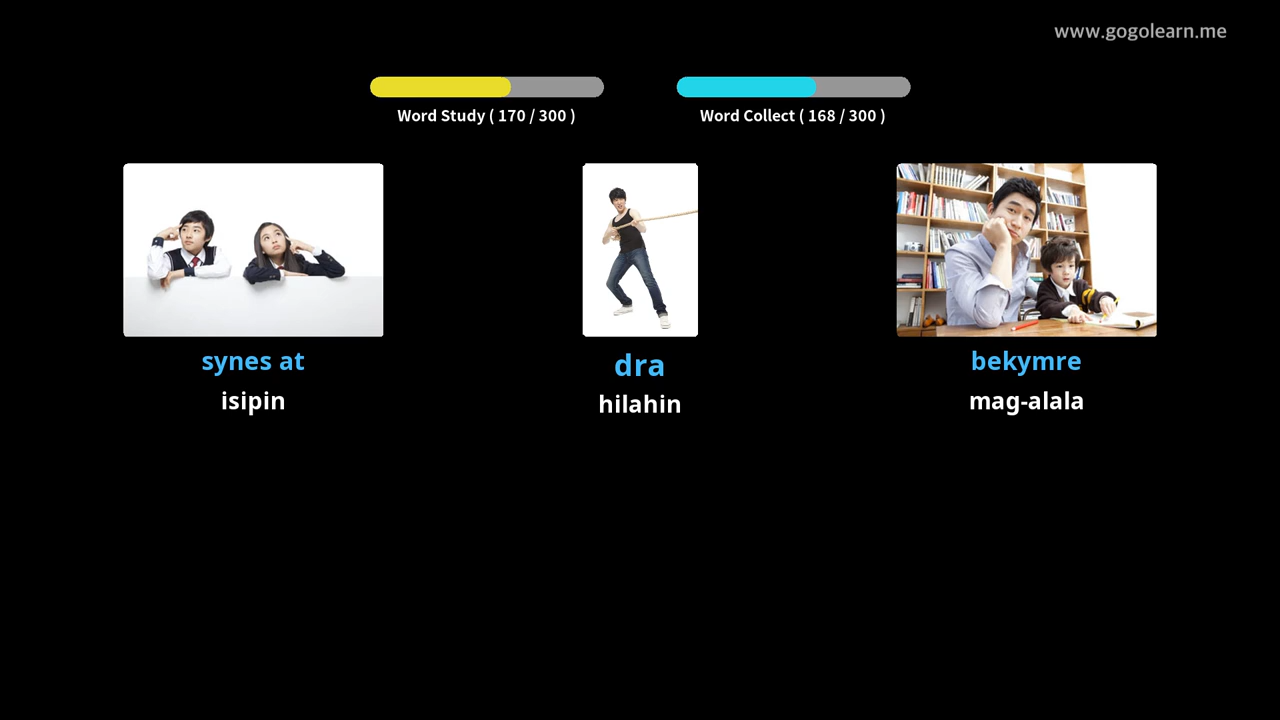 www.gogolearn.me
Word Study ( 170 / 300 )
Word Collect ( 168 / 300 )
synes at
isipin
dra
hilahin
bekymre
mag-alala